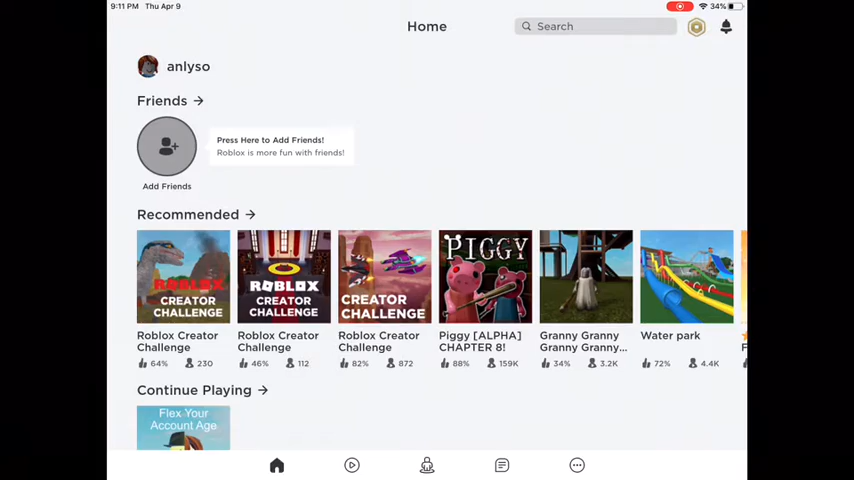 9:11 PM Thu Apr 9
34%
Home
Search
anlyso
Friends
Press Here to Add Friends!
Roblox is more fun with friends!
Add Friends
Recommended
ROBLOX
CREATOR
CHALLENGE
ROBLOX
CREATOR
CHALLENGE
CREATOR
CHALLENGE
PIGGY
Roblox Creator
Challenge
64% 230
Roblox Creator
Challenge
46% 112
Roblox Creator
Challenge
82% 872
Piggy [ALPHA]
CHAPTER 8!
88% 159K
Granny Granny
Granny Granny...
34% 3.2K
Water park
72% 4.4K
Continue Playing
Flex Your
Account Age